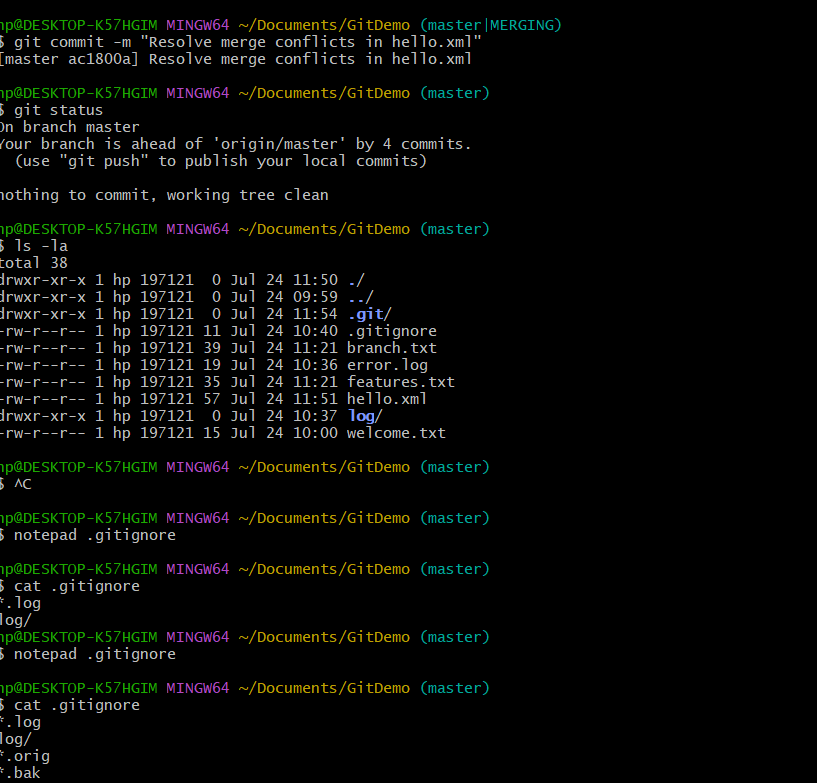 hp@DESKTOP-K57HGIM MINGW64 ~/Documents/GitDemo (master|MERGING)
$ git commit -m "Resolve merge conflicts in hello.xml"
[master ac1800a] Resolve merge conflicts in hello.xml
hp@DESKTOP-K57HGIM MINGW64 ~/Documents/GitDemo (master)
$ git status
On branch master
Your branch is ahead of 'origin/master' by 4 commits.
  (use "git push" to publish your local commits)
nothing to commit, working tree clean
hp@DESKTOP-K57HGIM MINGW64 ~/Documents/GitDemo (master)
$ ls -la
total 38
drwxr-xr-x 1 hp 197121  0 Jul 24 11:50 ./
drwxr-xr-x 1 hp 197121  0 Jul 24 09:59 ../
drwxr-xr-x 1 hp 197121  0 Jul 24 11:54 .git/
-rw-r--r-- 1 hp 197121 11 Jul 24 10:40 .gitignore
-rw-r--r-- 1 hp 197121 39 Jul 24 11:21 branch.txt
-rw-r--r-- 1 hp 197121 19 Jul 24 10:36 error.log
-rw-r--r-- 1 hp 197121 35 Jul 24 11:21 features.txt
-rw-r--r-- 1 hp 197121 57 Jul 24 11:51 hello.xml
drwxr-xr-x 1 hp 197121  0 Jul 24 10:37 log/
-rw-r--r-- 1 hp 197121 15 Jul 24 10:00 welcome.txt
hp@DESKTOP-K57HGIM MINGW64 ~/Documents/GitDemo (master)
$ ^C
hp@DESKTOP-K57HGIM MINGW64 ~/Documents/GitDemo (master)
$ notepad .gitignore
hp@DESKTOP-K57HGIM MINGW64 ~/Documents/GitDemo (master)
$ cat .gitignore
*.log
log/
hp@DESKTOP-K57HGIM MINGW64 ~/Documents/GitDemo (master)
$ notepad .gitignore
hp@DESKTOP-K57HGIM MINGW64 ~/Documents/GitDemo (master)
$ cat .gitignore
*.log
log/
*.orig
*.bak